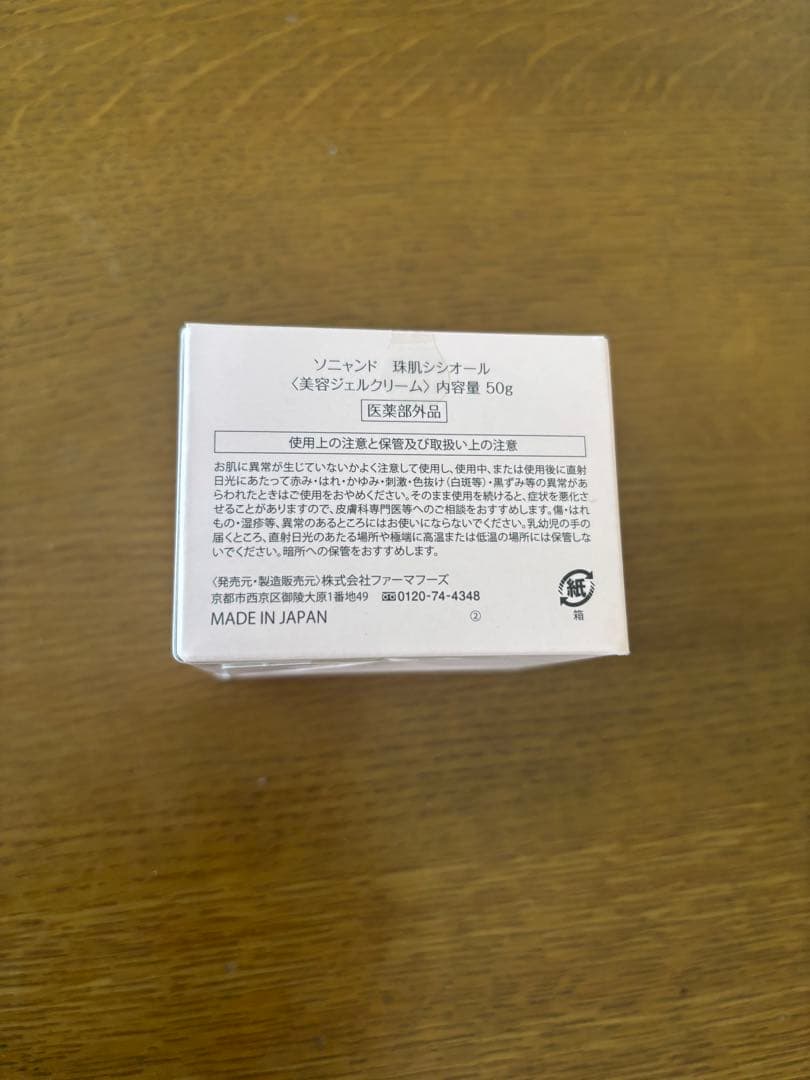 ソニャンド 珠肌シシオール
〈美容ジェルクリーム〉内容量 50g
医薬部外品
使用上の注意と保管及び取扱い上の注意
お肌に異常が生じていないかよく注意して使用し、使用中、または使用後に直射
日光にあたって赤み・はれ・かゆみ・刺激・色抜け(白斑等)・黒ずみ等の異常があ
らわれたときはご使用をおやめください。そのまま使用を続けると、症状を悪化さ
せることがありますので、皮膚科専門医等へのご相談をおすすめします。傷・はれ
もの・湿疹等、異常のあるところにはお使いにならないでください。乳幼児の手の
届くところ、直射日光のあたる場所や極端に高温または低温の場所には保管しな
いでください。暗所への保管をおすすめします。
〈発売元・製造販売元〉株式会社ファーマフーズ
京都市西京区御陵大原1番地49 0120-74-4348
MADE IN JAPAN ②
紙
箱